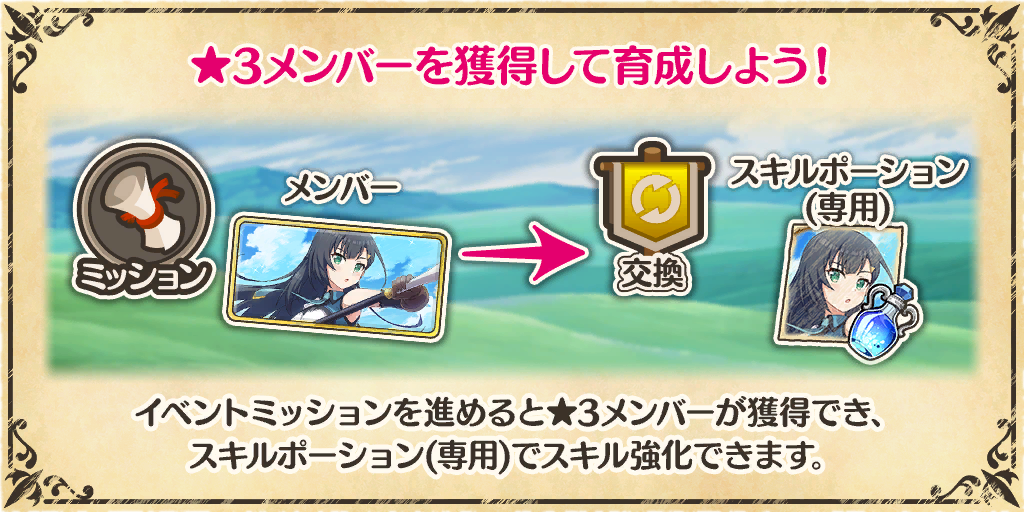 ★3メンバーを獲得して育成しよう！
ミッション
メンバー
交換
スキルポーション
(専用)
イベントミッションを進めると★3メンバーが獲得でき、
スキルポーション(専用)でスキル強化できます。